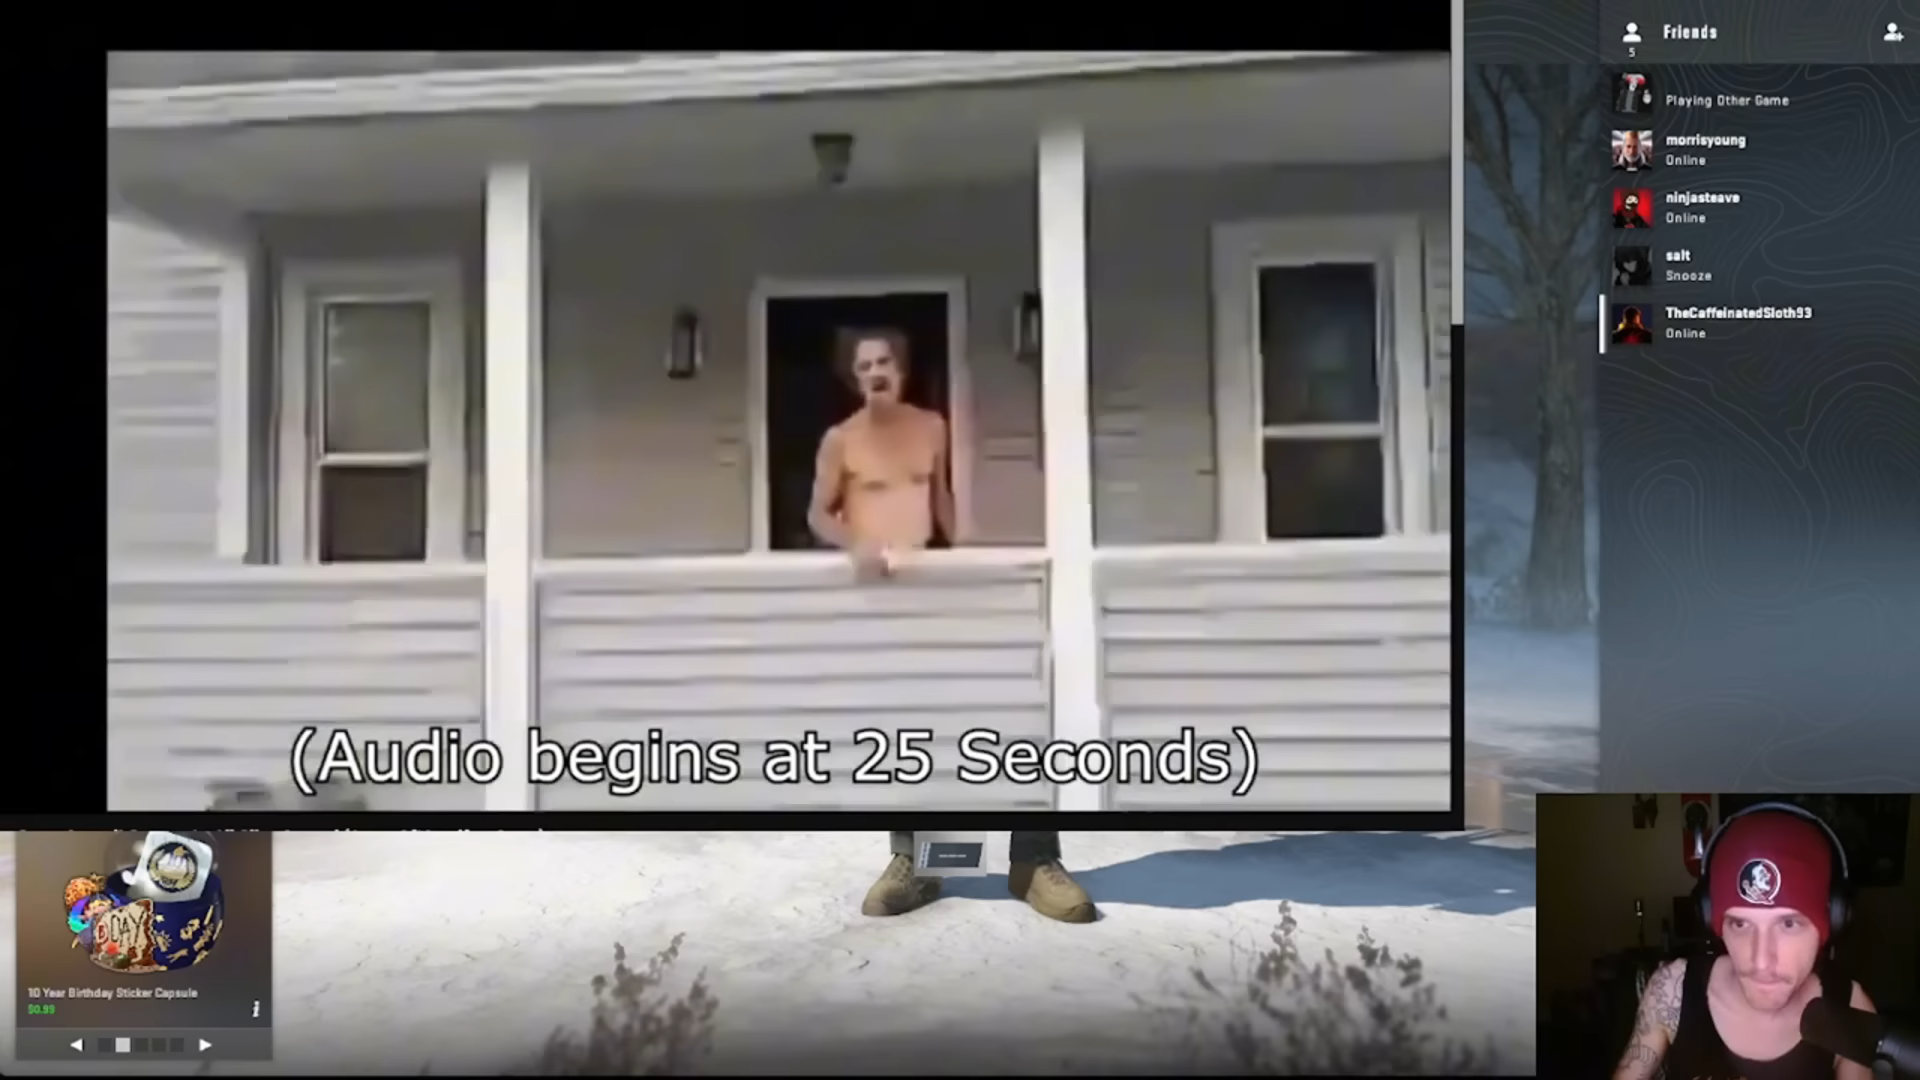 Friends
5
Playing Other Game
morrisyoung
Online
ninjasteave
Online
salt
Snooze
TheCaffeinatedSloth93
Online
(Audio begins at 25 Seconds)
BDAY
10 Year Birthday Sticker Capsule
$0.99
i